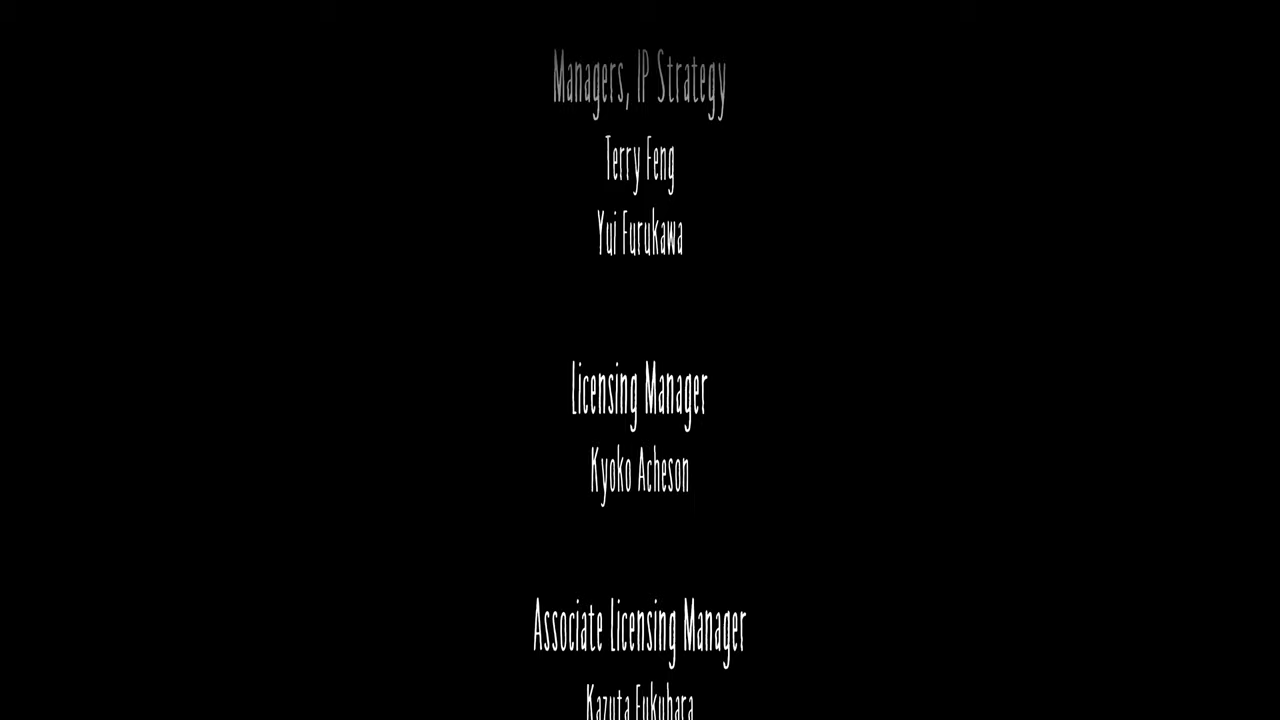 Managers, IP Strategy
Terry Feng
Yui Furukawa
Licensing Manager
Kyoko Acheson
Associate Licensing Manager
Kazuta Fukuhara